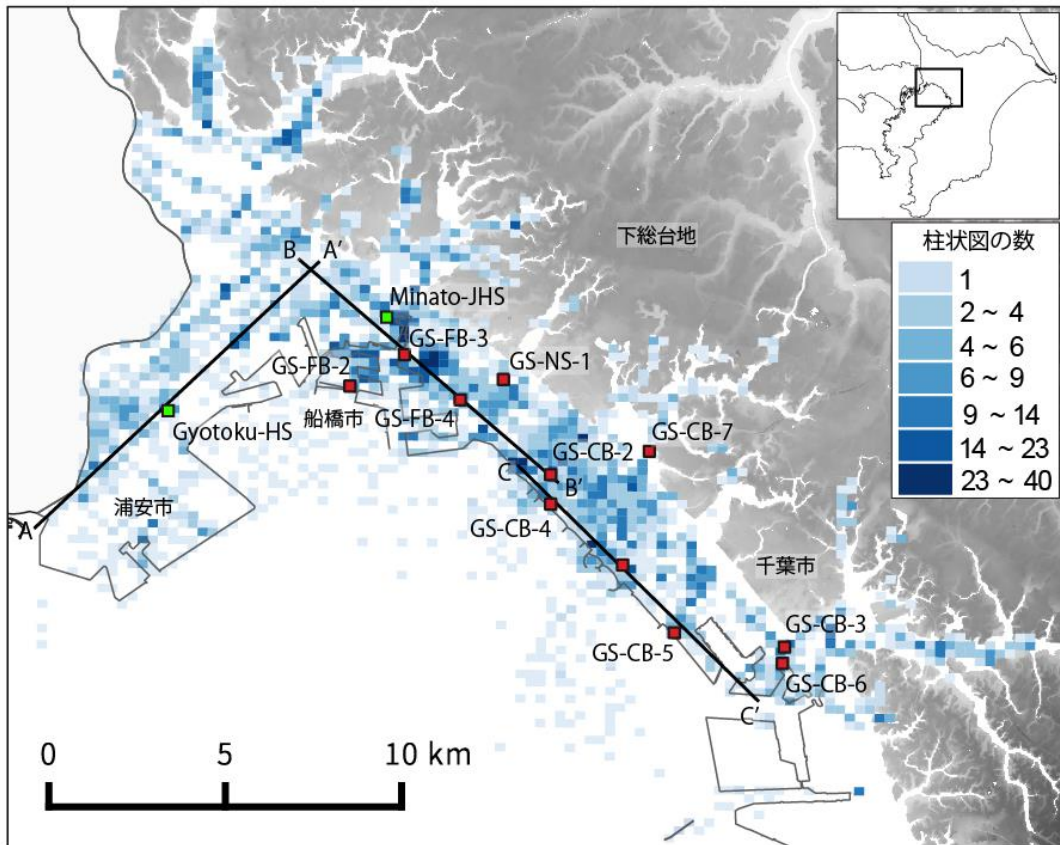 下総台地
柱状図の数
1
2 ~ 4
4 ~ 6
6 ~ 9
9 ~ 14
14 ~ 23
23 ~ 40
B
A'
Minato-JHS
GS-FB-3
GS-FB-2
GS-NS-1
船橋市
GS-FB-4
Gyotoku-HS
GS-CB-7
GS-CB-2
C
B'
GS-CB-4
浦安市
A
千葉市
GS-CB-3
GS-CB-5
GS-CB-6
C'
0
5
10 km